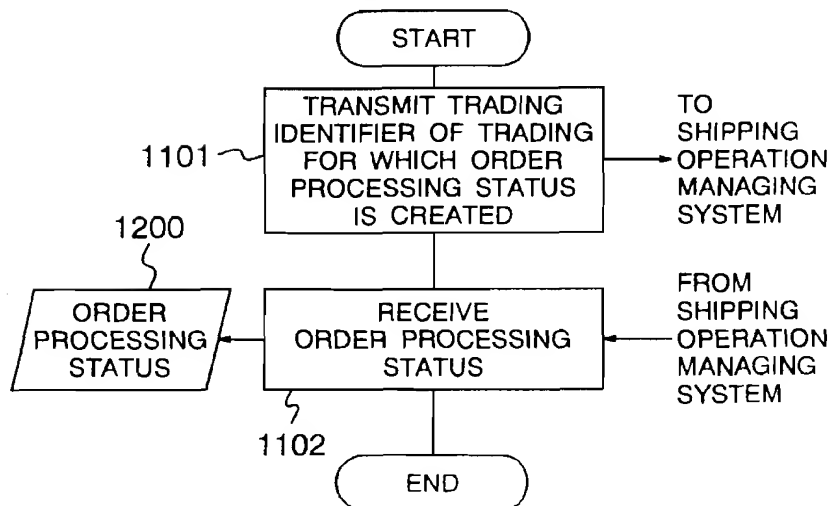 START
TRANSMIT TRADING
IDENTIFIER OF TRADING
FOR WHICH ORDER
PROCESSING STATUS
IS CREATED
1101
TO
SHIPPING
OPERATION
MANAGING
SYSTEM
1200
ORDER
PROCESSING
STATUS
RECEIVE
ORDER PROCESSING
STATUS
1102
FROM
SHIPPING
OPERATION
MANAGING
SYSTEM
END